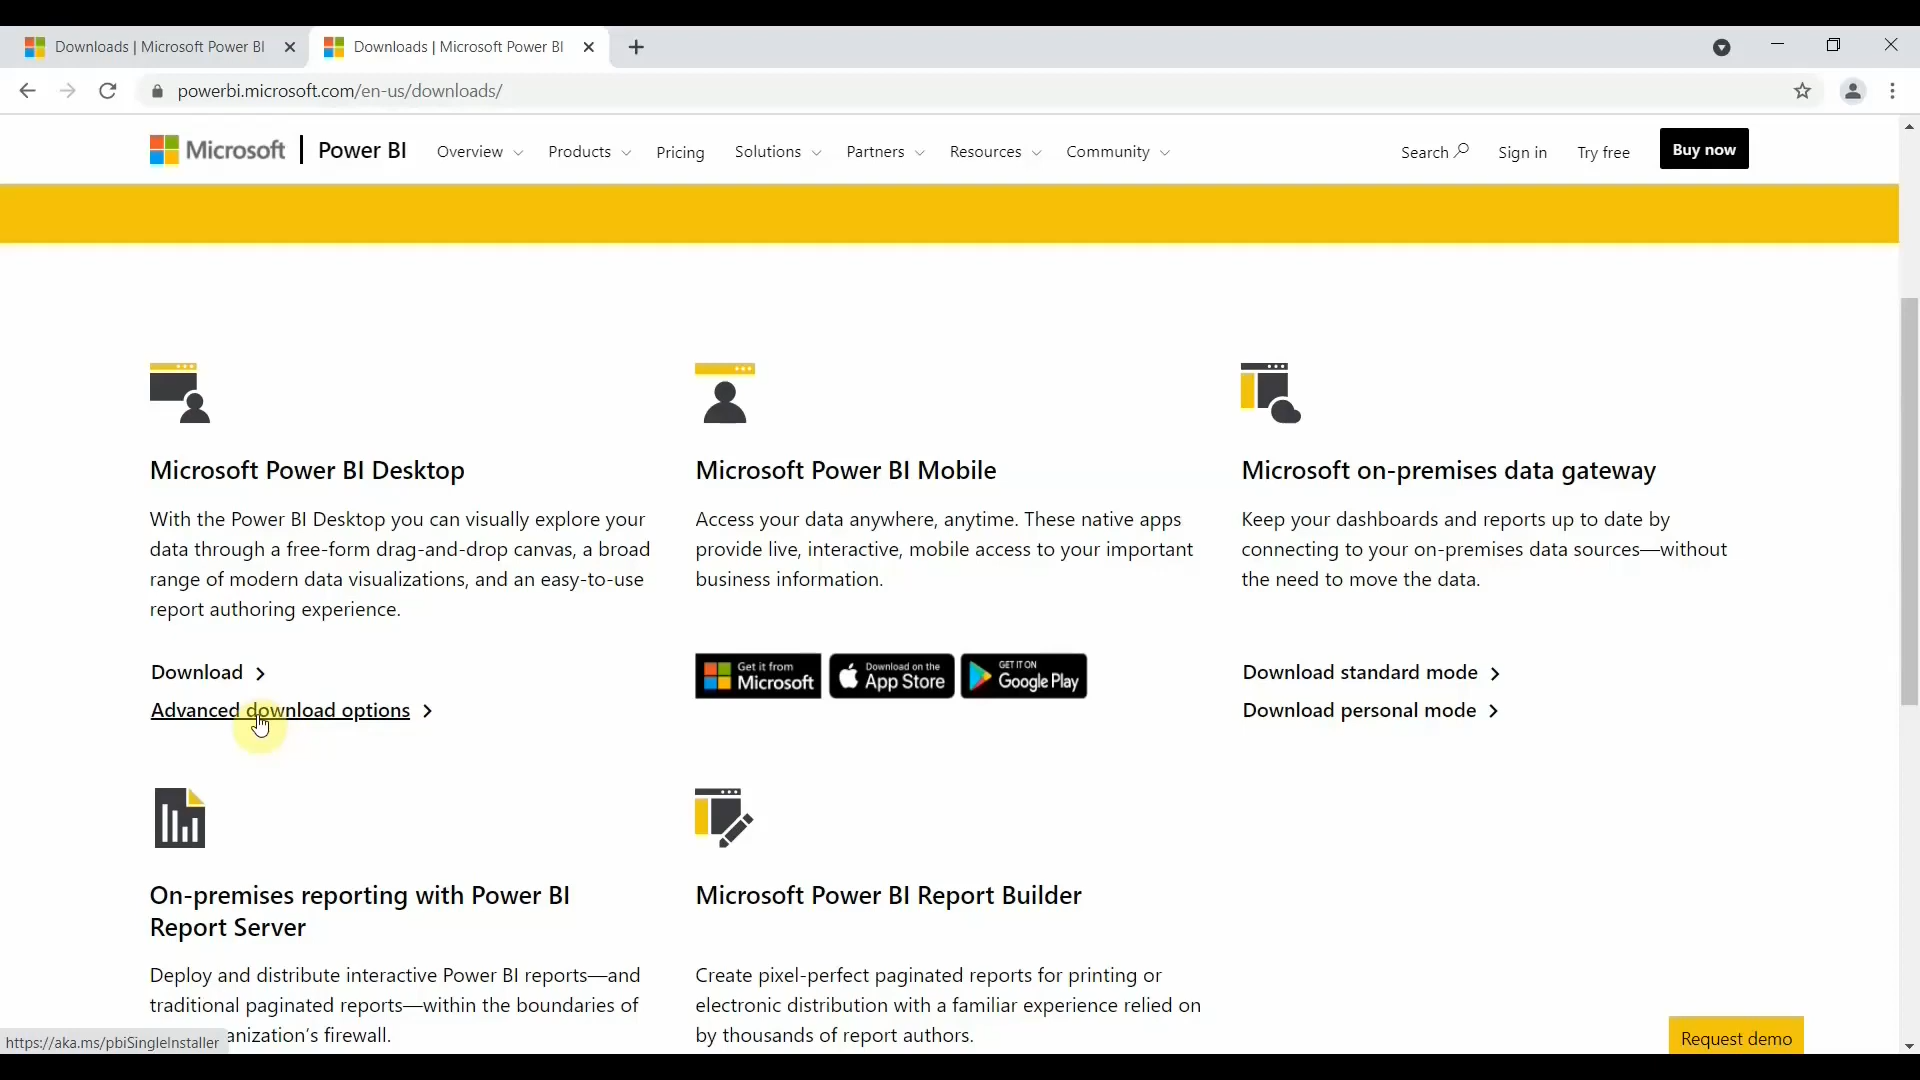 Downloads | Microsoft Power BI
Downloads | Microsoft Power BI
powerbi.microsoft.com/en-us/downloads/
Microsoft | Power BI
Overview
Products
Pricing
Solutions
Partners
Resources
Community
Search
Sign in
Try free
Buy now
Microsoft Power BI Desktop
With the Power BI Desktop you can visually explore your
data through a free-form drag-and-drop canvas, a broad
range of modern data visualizations, and an easy-to-use
report authoring experience.
Download
Advanced download options
Microsoft Power BI Mobile
Access your data anywhere, anytime. These native apps
provide live, interactive, mobile access to your important
business information.
Get it from
Microsoft
Download on the
App Store
GET IT ON
Google Play
Microsoft on-premises data gateway
Keep your dashboards and reports up to date by
connecting to your on-premises data sources—without
the need to move the data.
Download standard mode
Download personal mode
On-premises reporting with Power BI
Report Server
Deploy and distribute interactive Power BI reports—and
traditional paginated reports—within the boundaries of
anization's firewall.
Microsoft Power BI Report Builder
Create pixel-perfect paginated reports for printing or
electronic distribution with a familiar experience relied on
by thousands of report authors.
Request demo
https://aka.ms/pbiSingleInstaller